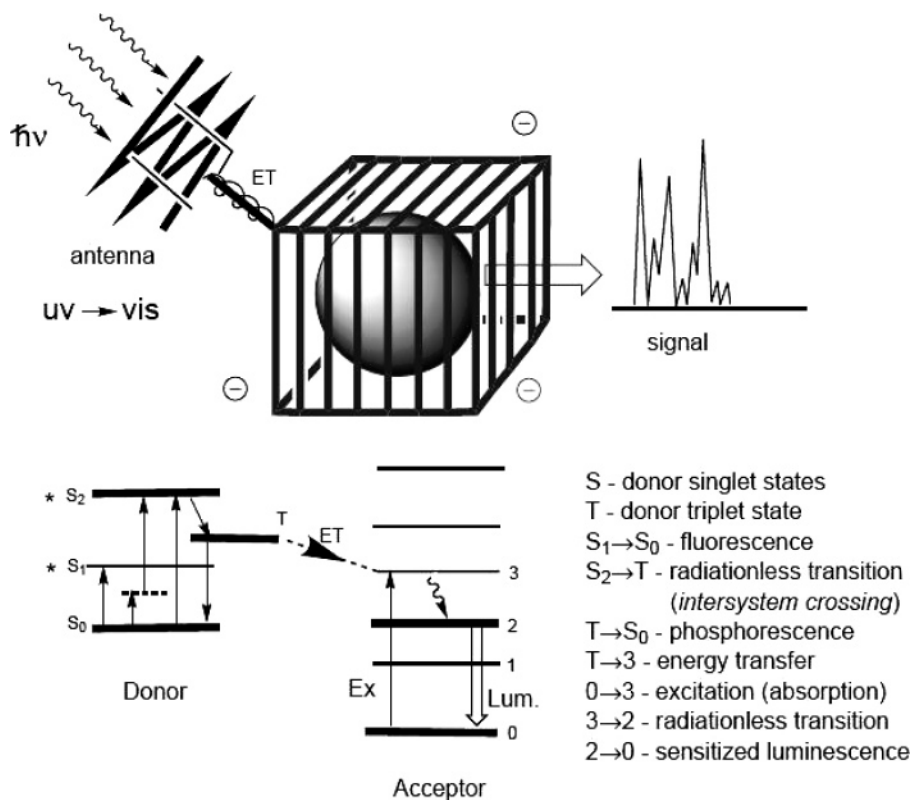 ħν
ET
antenna
uv → vis
⊖
⊖
⊖
signal
* S₂
* S₁
S₀
T
ET
3
2
1
0
Ex
Lum.
Donor
Acceptor
S - donor singlet states
T - donor triplet state
S₁→S₀ - fluorescence
S₂→T - radiationless transition
(intersystem crossing)
T→S₀ - phosphorescence
T→3 - energy transfer
0→3 - excitation (absorption)
3→2 - radiationless transition
2→0 - sensitized luminescence